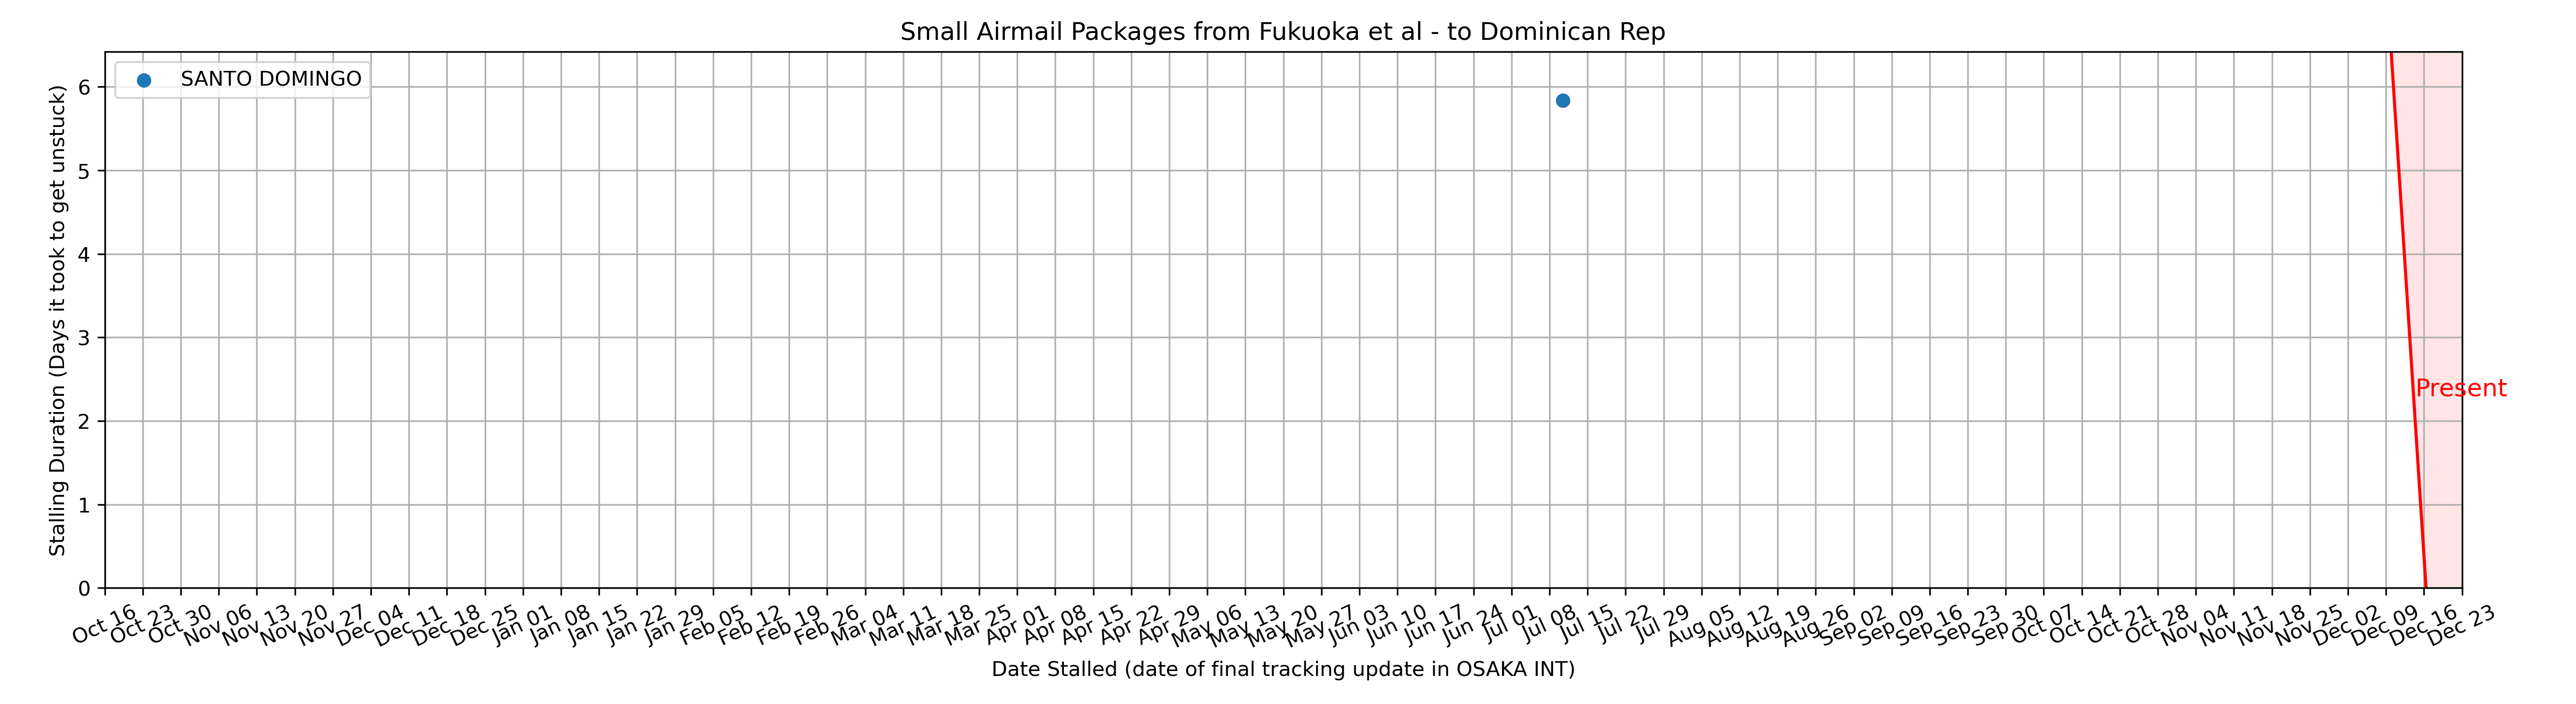 Small Airmail Packages from Fukuoka et al - to Dominican Rep
SANTO DOMINGO
Stalling Duration (Days it took to get unstuck)
6
5
4
3
2
1
0
Present
Oct 16
Oct 23
Oct 30
Nov 06
Nov 13
Nov 20
Nov 27
Dec 04
Dec 11
Dec 18
Dec 25
Jan 01
Jan 08
Jan 15
Jan 22
Jan 29
Feb 05
Feb 12
Feb 19
Feb 26
Mar 04
Mar 11
Mar 18
Mar 25
Apr 01
Apr 08
Apr 15
Apr 22
Apr 29
May 06
May 13
May 20
May 27
Jun 03
Jun 10
Jun 17
Jun 24
Jul 01
Jul 08
Jul 15
Jul 22
Jul 29
Aug 05
Aug 12
Aug 19
Aug 26
Sep 02
Sep 09
Sep 16
Sep 23
Sep 30
Oct 07
Oct 14
Oct 21
Oct 28
Nov 04
Nov 11
Nov 18
Nov 25
Dec 02
Dec 09
Dec 16
Dec 23
Date Stalled (date of final tracking update in OSAKA INT)